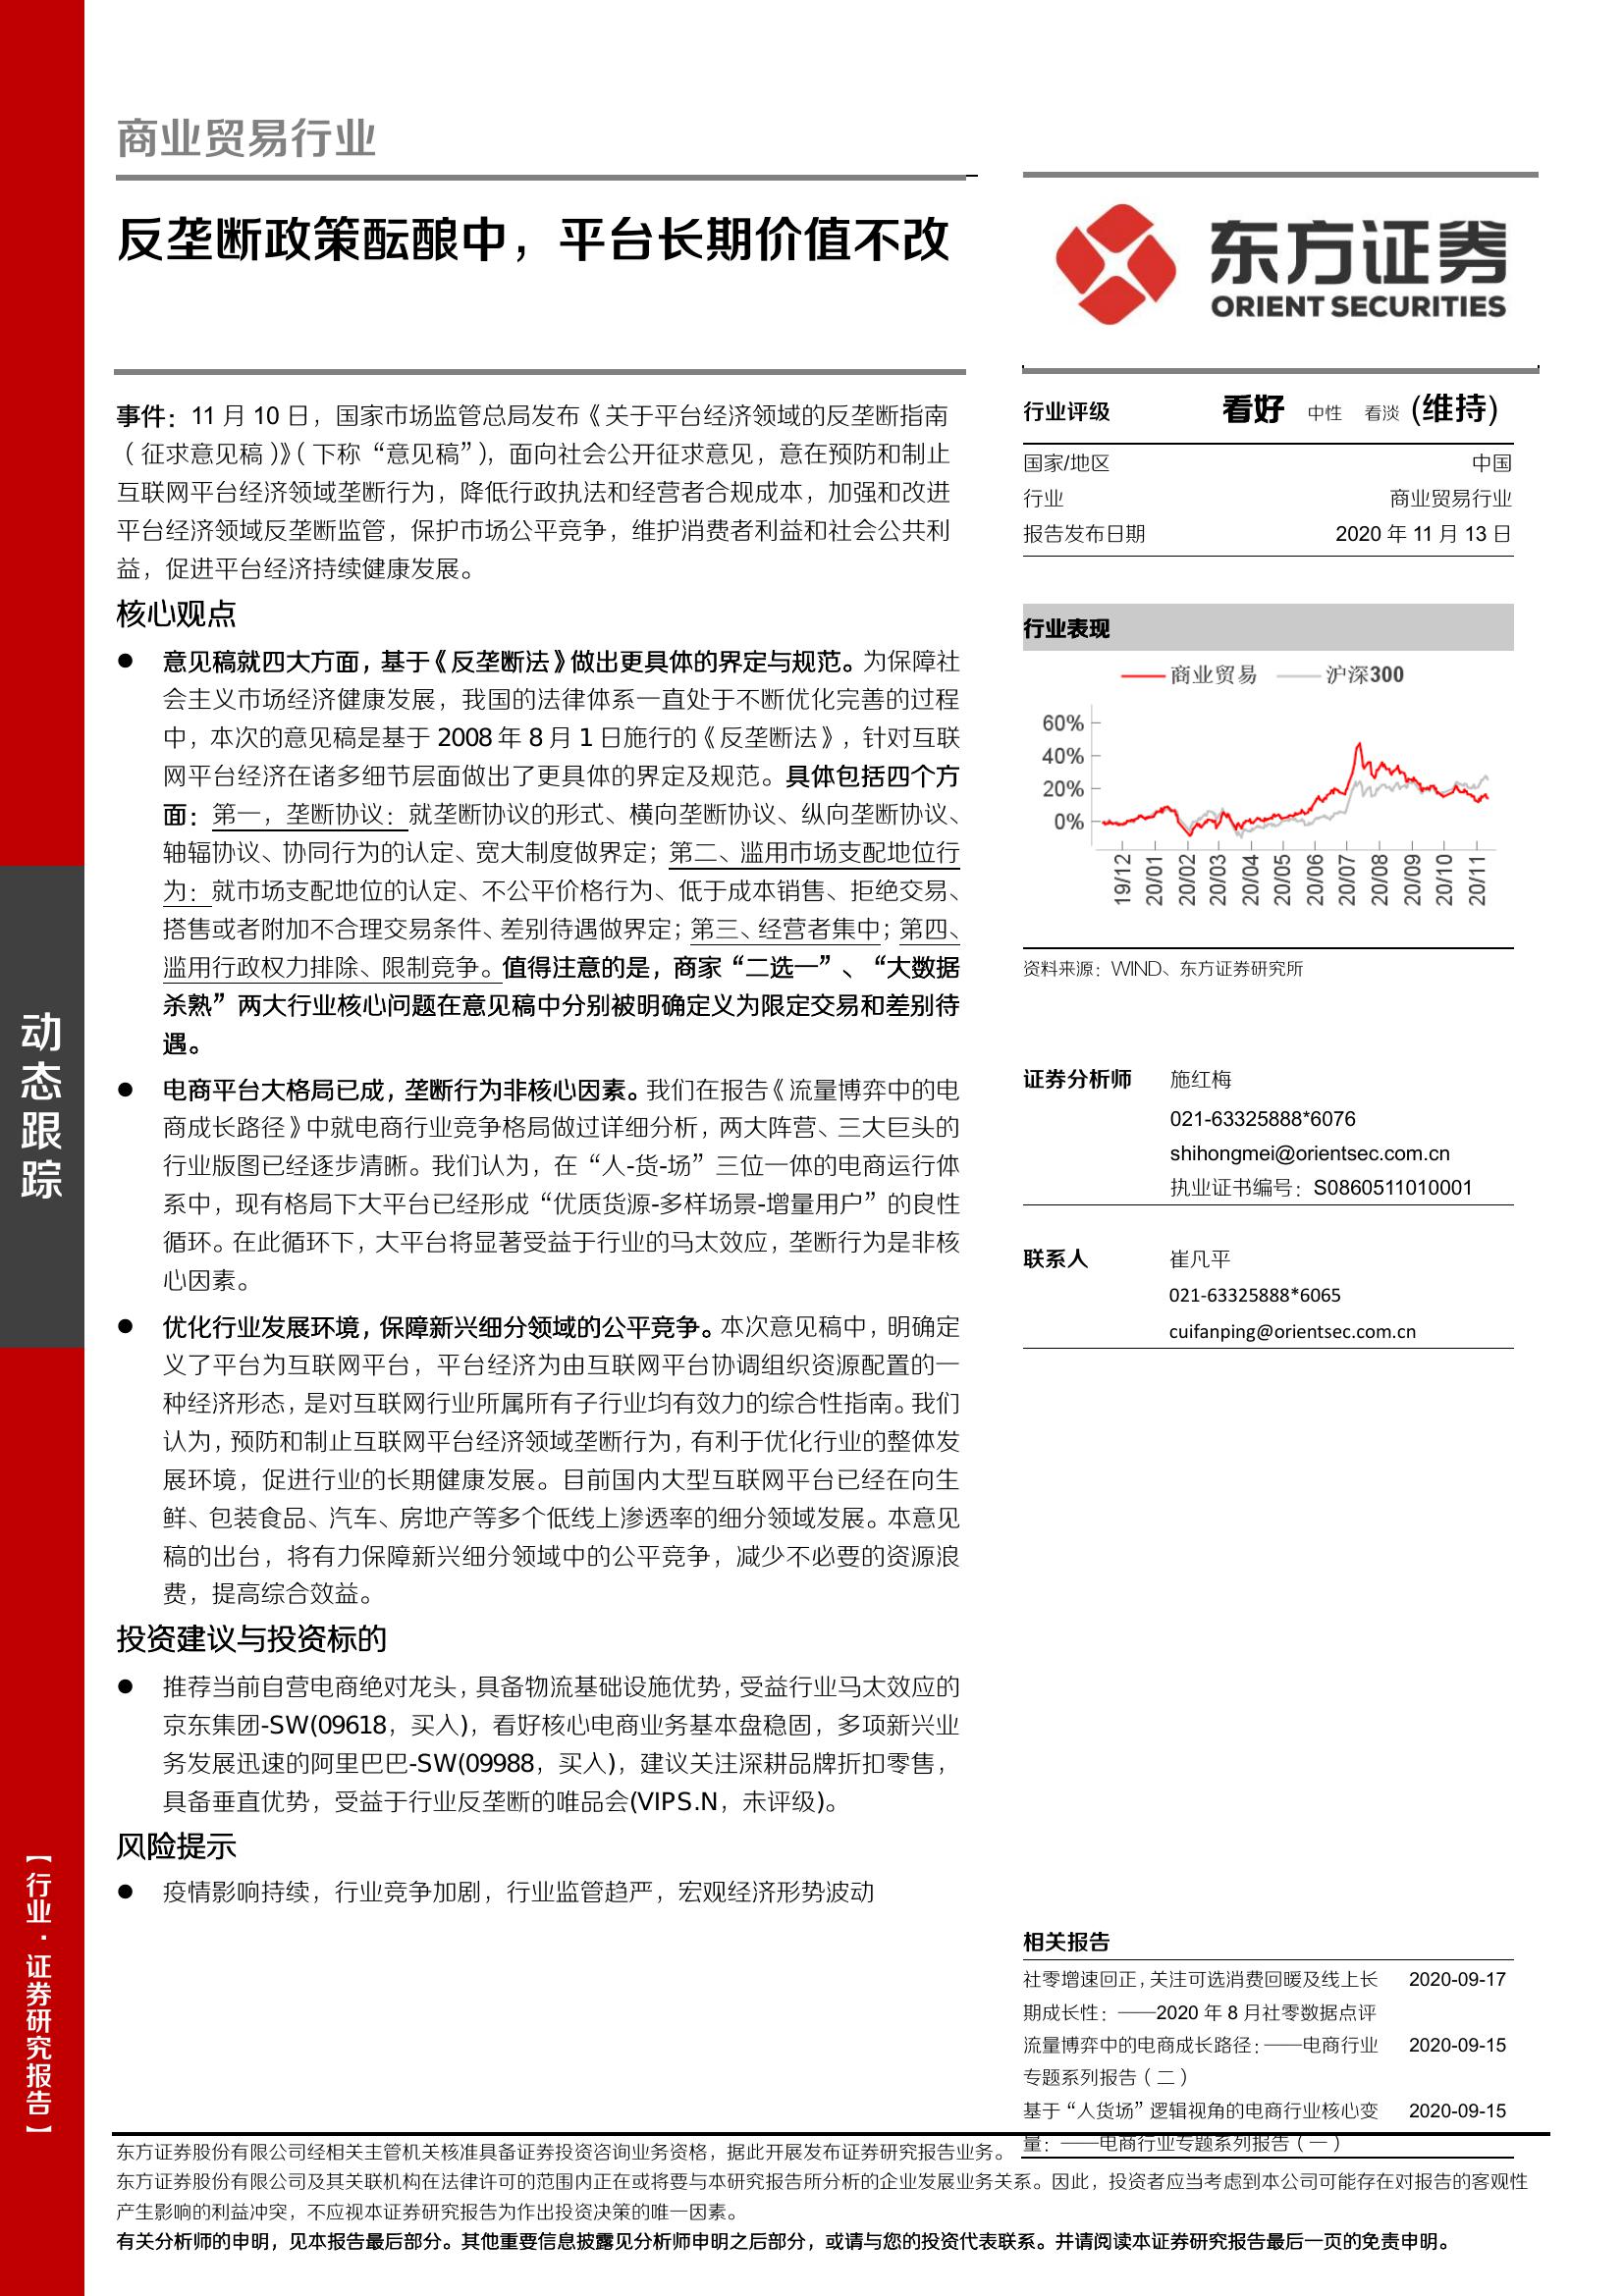 商业贸易行业
反垄断政策酝酿中，平台长期价值不改
东方证券
ORIENT SECURITIES
事件：11 月 10 日，国家市场监管总局发布《关于平台经济领域的反垄断指南
（征求意见稿）》（下称“意见稿”），面向社会公开征求意见，意在预防和制止
互联网平台经济领域垄断行为，降低行政执法和经营者合规成本，加强和改进
平台经济领域反垄断监管，保护市场公平竞争，维护消费者利益和社会公共利
益，促进平台经济持续健康发展。
核心观点
● 意见稿就四大方面，基于《反垄断法》做出更具体的界定与规范。为保障社
会主义市场经济健康发展，我国的法律体系一直处于不断优化完善的过程
中，本次的意见稿是基于 2008 年 8 月 1 日施行的《反垄断法》，针对互联
网平台经济在诸多细节层面做出了更具体的界定及规范。具体包括四个方
面：第一，垄断协议：就垄断协议的形式、横向垄断协议、纵向垄断协议、
轴辐协议、协同行为的认定、宽大制度做界定；第二、滥用市场支配地位行
为：就市场支配地位的认定、不公平价格行为、低于成本销售、拒绝交易、
搭售或者附加不合理交易条件、差别待遇做界定；第三、经营者集中；第四、
滥用行政权力排除、限制竞争。值得注意的是，商家“二选一”、“大数据
杀熟”两大行业核心问题在意见稿中分别被明确定义为限定交易和差别待
遇。
● 电商平台大格局已成，垄断行为非核心因素。我们在报告《流量博弈中的电
商成长路径》中就电商行业竞争格局做过详细分析，两大阵营、三大巨头的
行业版图已经逐步清晰。我们认为，在“人-货-场”三位一体的电商运行体
系中，现有格局下大平台已经形成“优质货源-多样场景-增量用户”的良性
循环。在此循环下，大平台将显著受益于行业的马太效应，垄断行为是非核
心因素。
● 优化行业发展环境，保障新兴细分领域的公平竞争。本次意见稿中，明确定
义了平台为互联网平台，平台经济为由互联网平台协调组织资源配置的一
种经济形态，是对互联网行业所属所有子行业均有效力的综合性指南。我们
认为，预防和制止互联网平台经济领域垄断行为，有利于优化行业的整体发
展环境，促进行业的长期健康发展。目前国内大型互联网平台已经在向生
鲜、包装食品、汽车、房地产等多个低线上渗透率的细分领域发展。本意见
稿的出台，将有力保障新兴细分领域中的公平竞争，减少不必要的资源浪
费，提高综合效益。
投资建议与投资标的
● 推荐当前自营电商绝对龙头，具备物流基础设施优势，受益行业马太效应的
京东集团-SW(09618，买入)，看好核心电商业务基本盘稳固，多项新兴业
务发展迅速的阿里巴巴-SW(09988，买入)，建议关注深耕品牌折扣零售，
具备垂直优势，受益于行业反垄断的唯品会(VIPS.N，未评级)。
风险提示
● 疫情影响持续，行业竞争加剧，行业监管趋严，宏观经济形势波动
行业评级 看好 中性 看淡 (维持)
国家/地区 中国
行业 商业贸易行业
报告发布日期 2020 年 11 月 13 日
行业表现
商业贸易 沪深300
60%
40%
20%
0%
19/12 20/01 20/02 20/03 20/04 20/05 20/06 20/07 20/08 20/09 20/10 20/11
资料来源：WIND、东方证券研究所
证券分析师 施红梅
021-63325888*6076
shihongmei@orientsec.com.cn
执业证书编号：S0860511010001
联系人 崔凡平
021-63325888*6065
cuifanping@orientsec.com.cn
相关报告
社零增速回正，关注可选消费回暖及线上长 2020-09-17
期成长性：——2020 年 8 月社零数据点评
流量博弈中的电商成长路径：——电商行业 2020-09-15
专题系列报告（二）
基于“人货场”逻辑视角的电商行业核心变 2020-09-15
量：——电商行业专题系列报告（一）
动态跟踪
【行业·证券研究报告】
东方证券股份有限公司经相关主管机关核准具备证券投资咨询业务资格，据此开展发布证券研究报告业务。
东方证券股份有限公司及其关联机构在法律许可的范围内正在或将要与本研究报告所分析的企业发展业务关系。因此，投资者应当考虑到本公司可能存在对报告的客观性
产生影响的利益冲突，不应视本证券研究报告为作出投资决策的唯一因素。
有关分析师的申明，见本报告最后部分。其他重要信息披露见分析师申明之后部分，或请与您的投资代表联系。并请阅读本证券研究报告最后一页的免责申明。